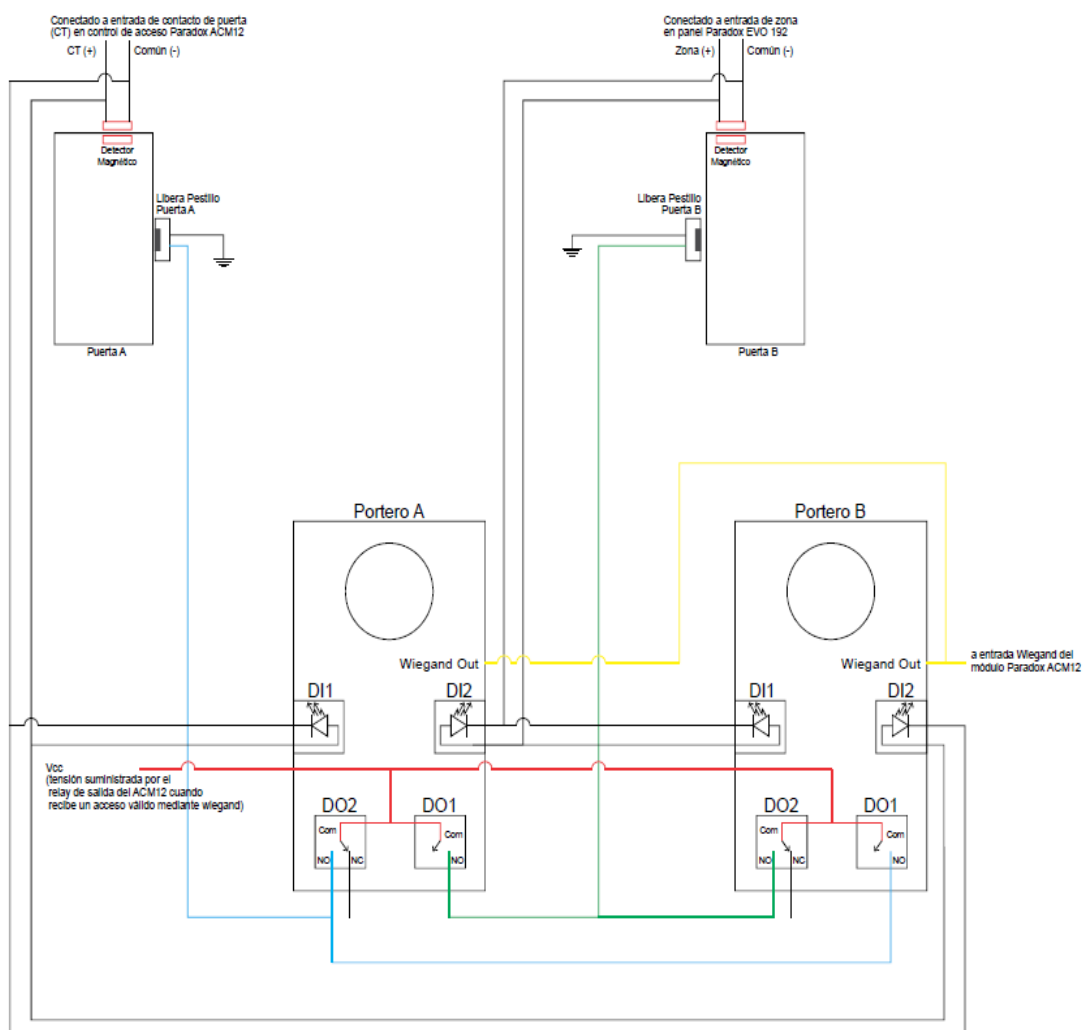 Conectado a entrada de contacto de puerta
(CT) en control de acceso Paradox ACM12
CT (+)
Común (-)
Conectado a entrada de zona
en panel Paradox EVO 192
Zona (+)
Común (-)
Detector
Magnético
Libera Pestillo
Puerta A
Puerta A
Detector
Magnético
Libera Pestillo
Puerta B
Puerta B
Portero A
Portero B
Wiegand Out
Wiegand Out
a entrada Wiegand del
módulo Paradox ACM12
DI1
DI2
DI1
DI2
Vcc
(tensión suministrada por el
relay de salida del ACM12 cuando
recibe un acceso válido mediante wiegand)
DO2
DO1
DO2
DO1
Com
Com
Com
Com
NO
NC
NO
NO
NC
NO